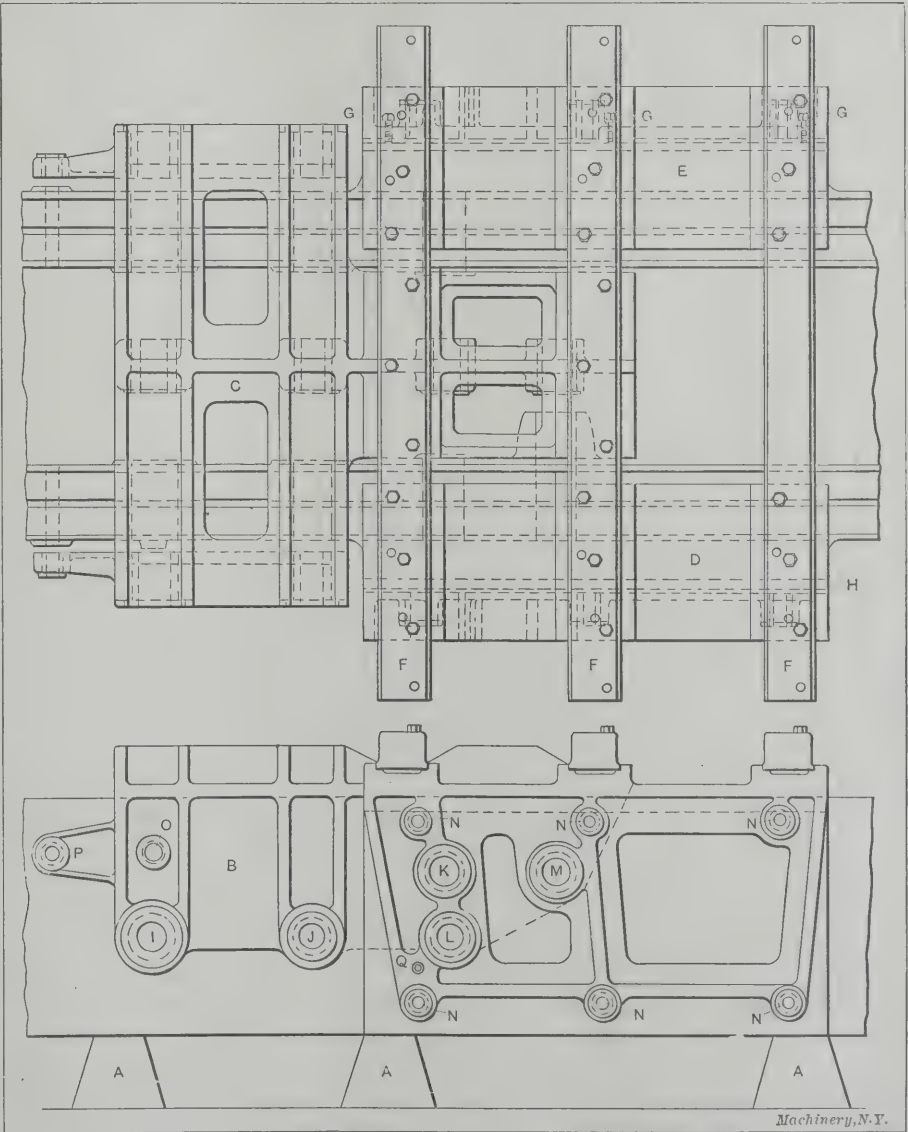 G G G
E
C
D
H
F F F
O N N N
P B K M
I J L
Q
N N N
A A A
Machinery,N.Y.